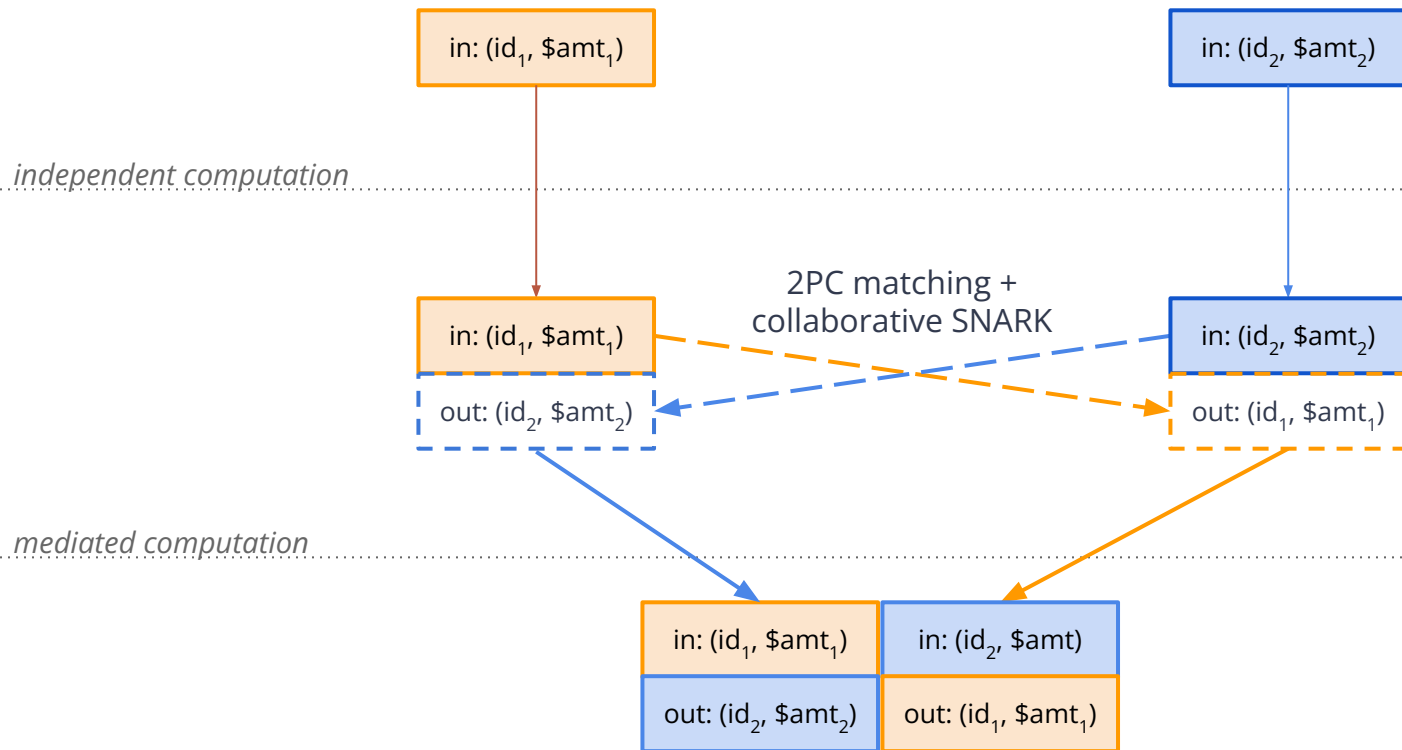 in: (id₁, $amt₁)
in: (id₂, $amt₂)
independent computation
2PC matching +
collaborative SNARK
in: (id₁, $amt₁)
in: (id₂, $amt₂)
out: (id₂, $amt₂)
out: (id₁, $amt₁)
mediated computation
in: (id₁, $amt₁)
in: (id₂, $amt)
out: (id₂, $amt₂)
out: (id₁, $amt₁)